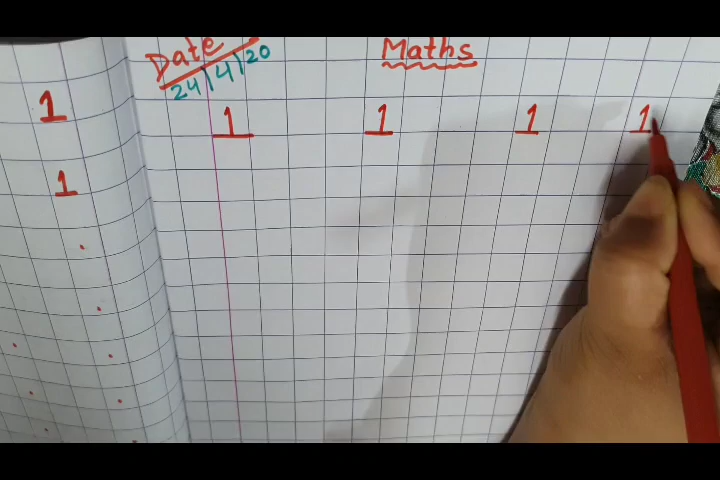 Date
24/4/20
Maths
1 1 1 1
1
1